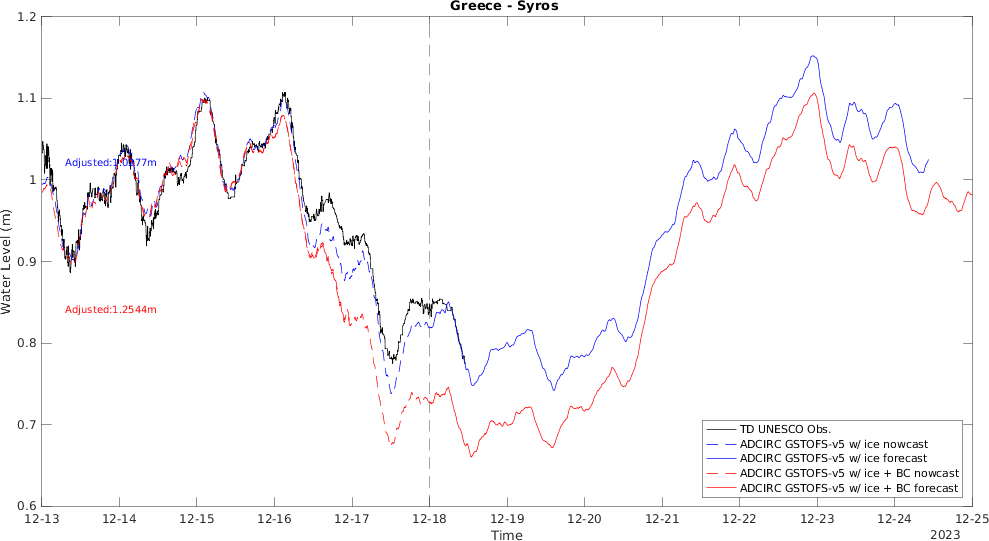 Greece - Syros
1.2
1.1
1
0.9
0.8
0.7
0.6
Water Level (m)
Adjusted:1.0177m
Adjusted:1.2544m
TD UNESCO Obs.
ADCIRC GSTOFS-v5 w/ ice nowcast
ADCIRC GSTOFS-v5 w/ ice forecast
ADCIRC GSTOFS-v5 w/ ice + BC nowcast
ADCIRC GSTOFS-v5 w/ ice + BC forecast
12-13 12-14 12-15 12-16 12-17 12-18 12-19 12-20 12-21 12-22 12-23 12-24 12-25
Time
2023